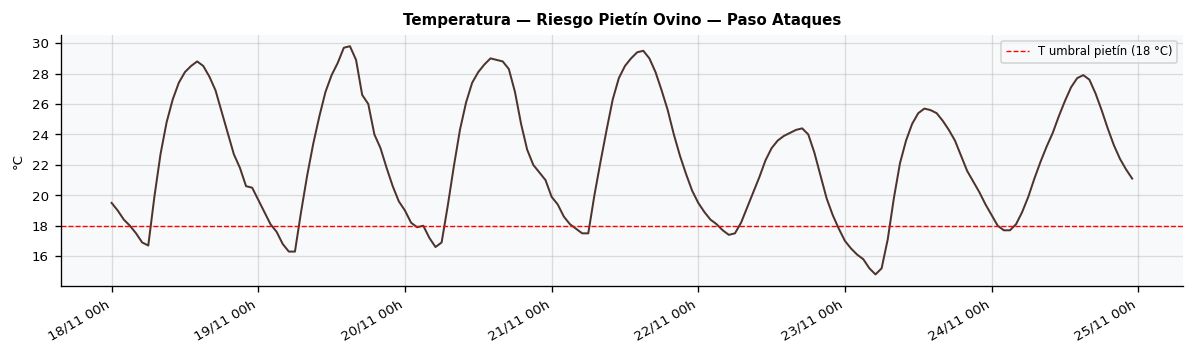 Temperatura — Riesgo Pietín Ovino — Paso Ataques
T umbral pietín (18 °C)
°C
30
28
26
24
22
20
18
16
18/11 00h
19/11 00h
20/11 00h
21/11 00h
22/11 00h
23/11 00h
24/11 00h
25/11 00h